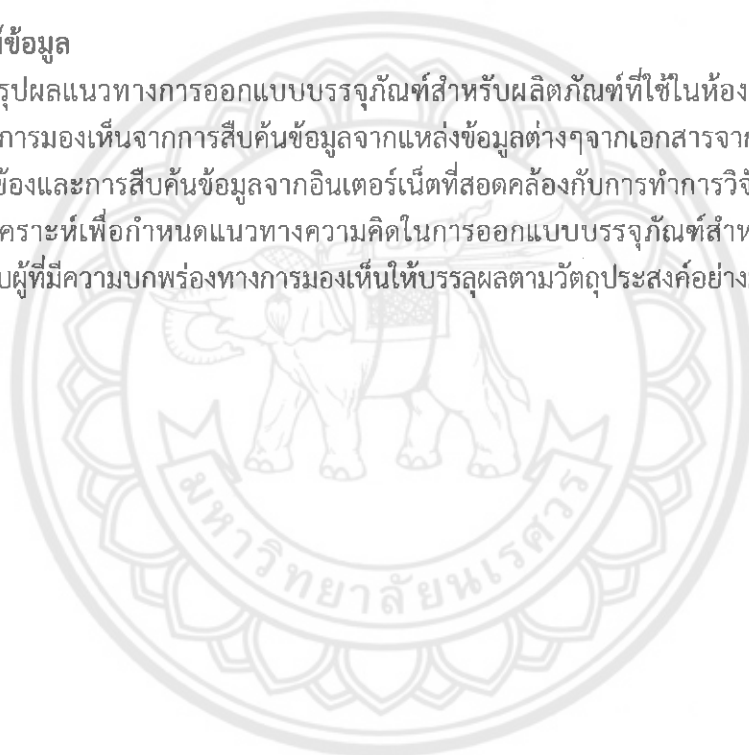 ข้อมูล
รุปผลแนวทางการออกแบบบรรจุภัณฑ์สำหรับผลิตภัณฑ์ที่ใช้ในห้อง
การมองเห็นจากการสืบค้นข้อมูลจากแหล่งข้อมูลต่างๆจากเอกสารจาก
ข้องและการสืบค้นข้อมูลจากอินเตอร์เน็ตที่สอดคล้องกับการทำการวิจั
คราะห์เพื่อกำหนดแนวทางความคิดในการออกแบบบรรจุภัณฑ์สำห
บผู้ที่มีความบกพร่องทางการมองเห็นให้บรรลุผลตามวัตถุประสงค์อย่าง
มหาวิทยาลัยนเรศวร